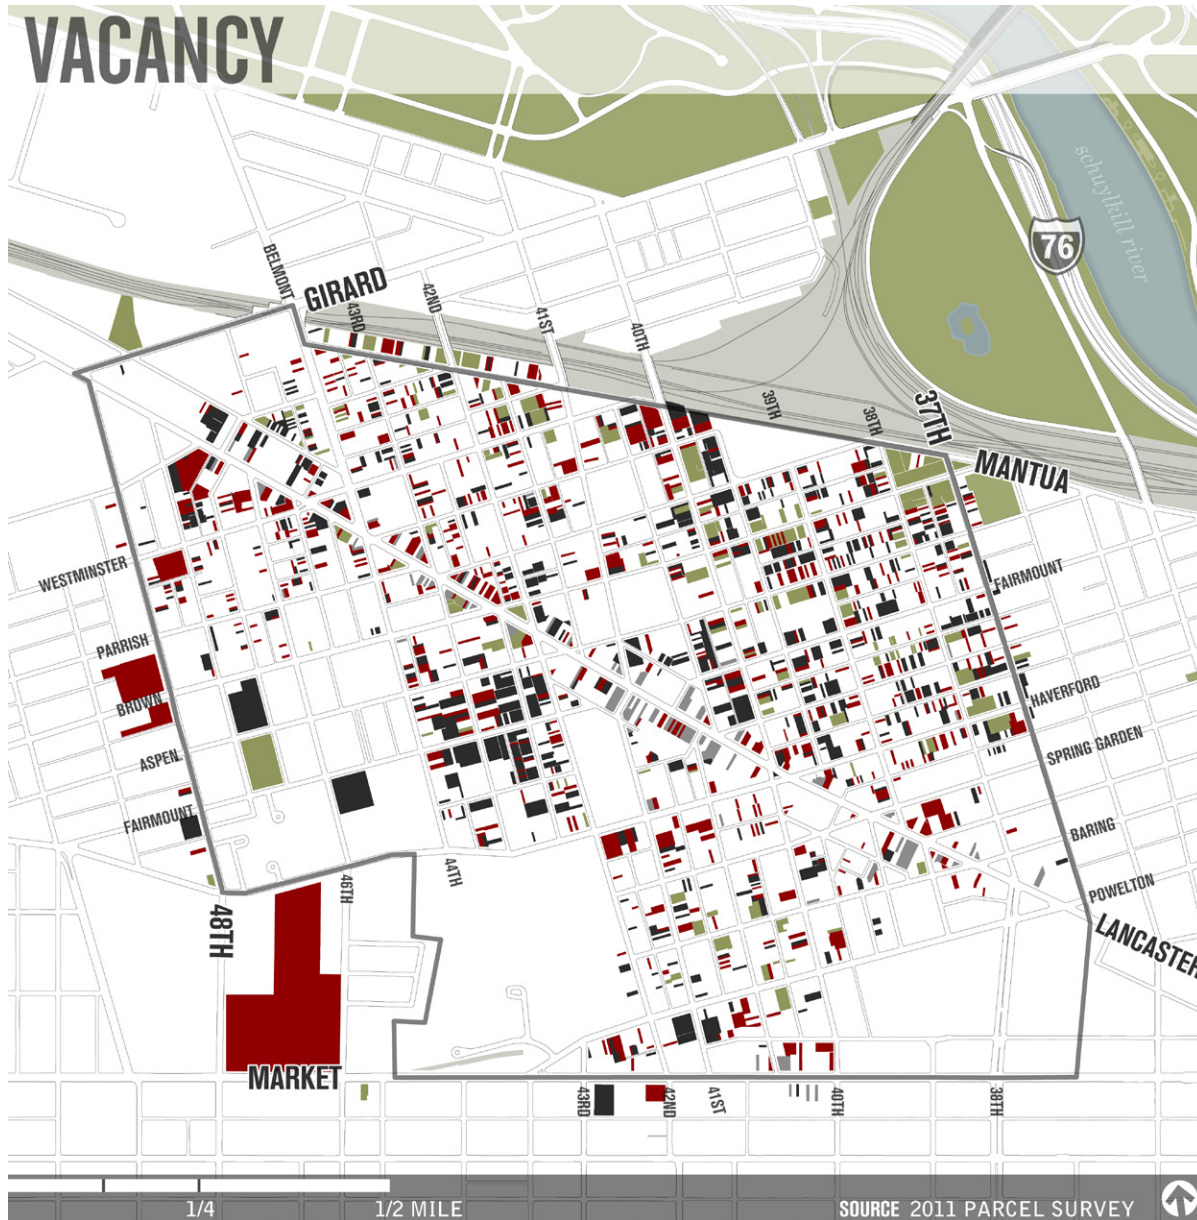 VACANCY
schuylkill river
76
BELMONT
GIRARD
43RD
42ND
41ST
40TH
39TH
38TH
37TH
MANTUA
WESTMINSTER
FAIRMOUNT
PARRISH
BROWN
HAVERFORD
SPRING GARDEN
ASPEN
FAIRMOUNT
BARING
44TH
46TH
POWELTON
48TH
LANCASTER
MARKET
43RD
42ND
41ST
40TH
38TH
1/4
1/2 MILE
SOURCE 2011 PARCEL SURVEY